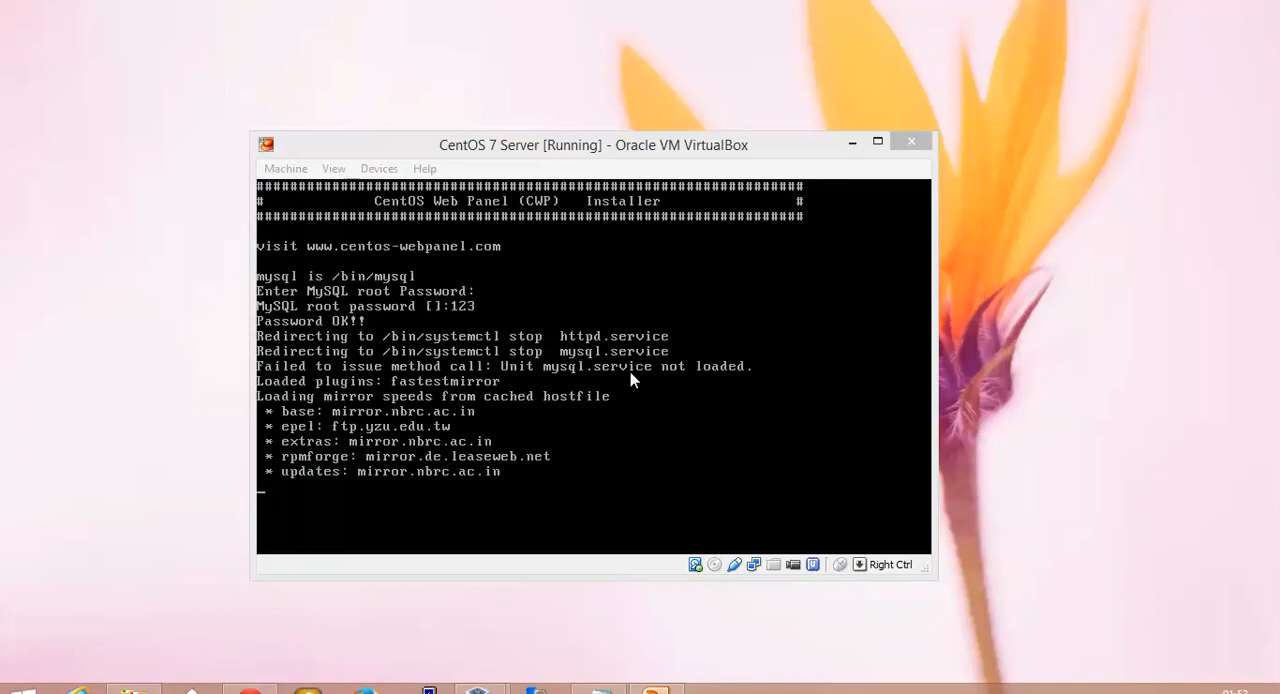 CentOS 7 Server [Running] - Oracle VM VirtualBox
Machine View Devices Help
#################################################################
# CentOS Web Panel (CWP) Installer #
#################################################################
visit www.centos-webpanel.com
mysql is /bin/mysql
Enter MySQL root Password:
MySQL root password []:123
Password OK!!
Redirecting to /bin/systemctl stop httpd.service
Redirecting to /bin/systemctl stop mysql.service
Failed to issue method call: Unit mysql.service not loaded.
Loaded plugins: fastestmirror
Loading mirror speeds from cached hostfile
* base: mirror.nbrc.ac.in
* epel: ftp.yzu.edu.tw
* extras: mirror.nbrc.ac.in
* rpmforge: mirror.de.leaseweb.net
* updates: mirror.nbrc.ac.in
Right Ctrl